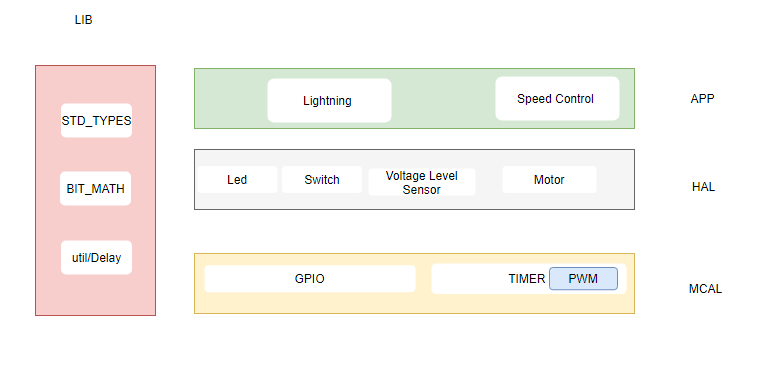 LIB
STD_TYPES
BIT_MATH
util/Delay
Lightning
Speed Control
APP
Led
Switch
Voltage Level
Sensor
Motor
HAL
GPIO
TIMER
PWM
MCAL